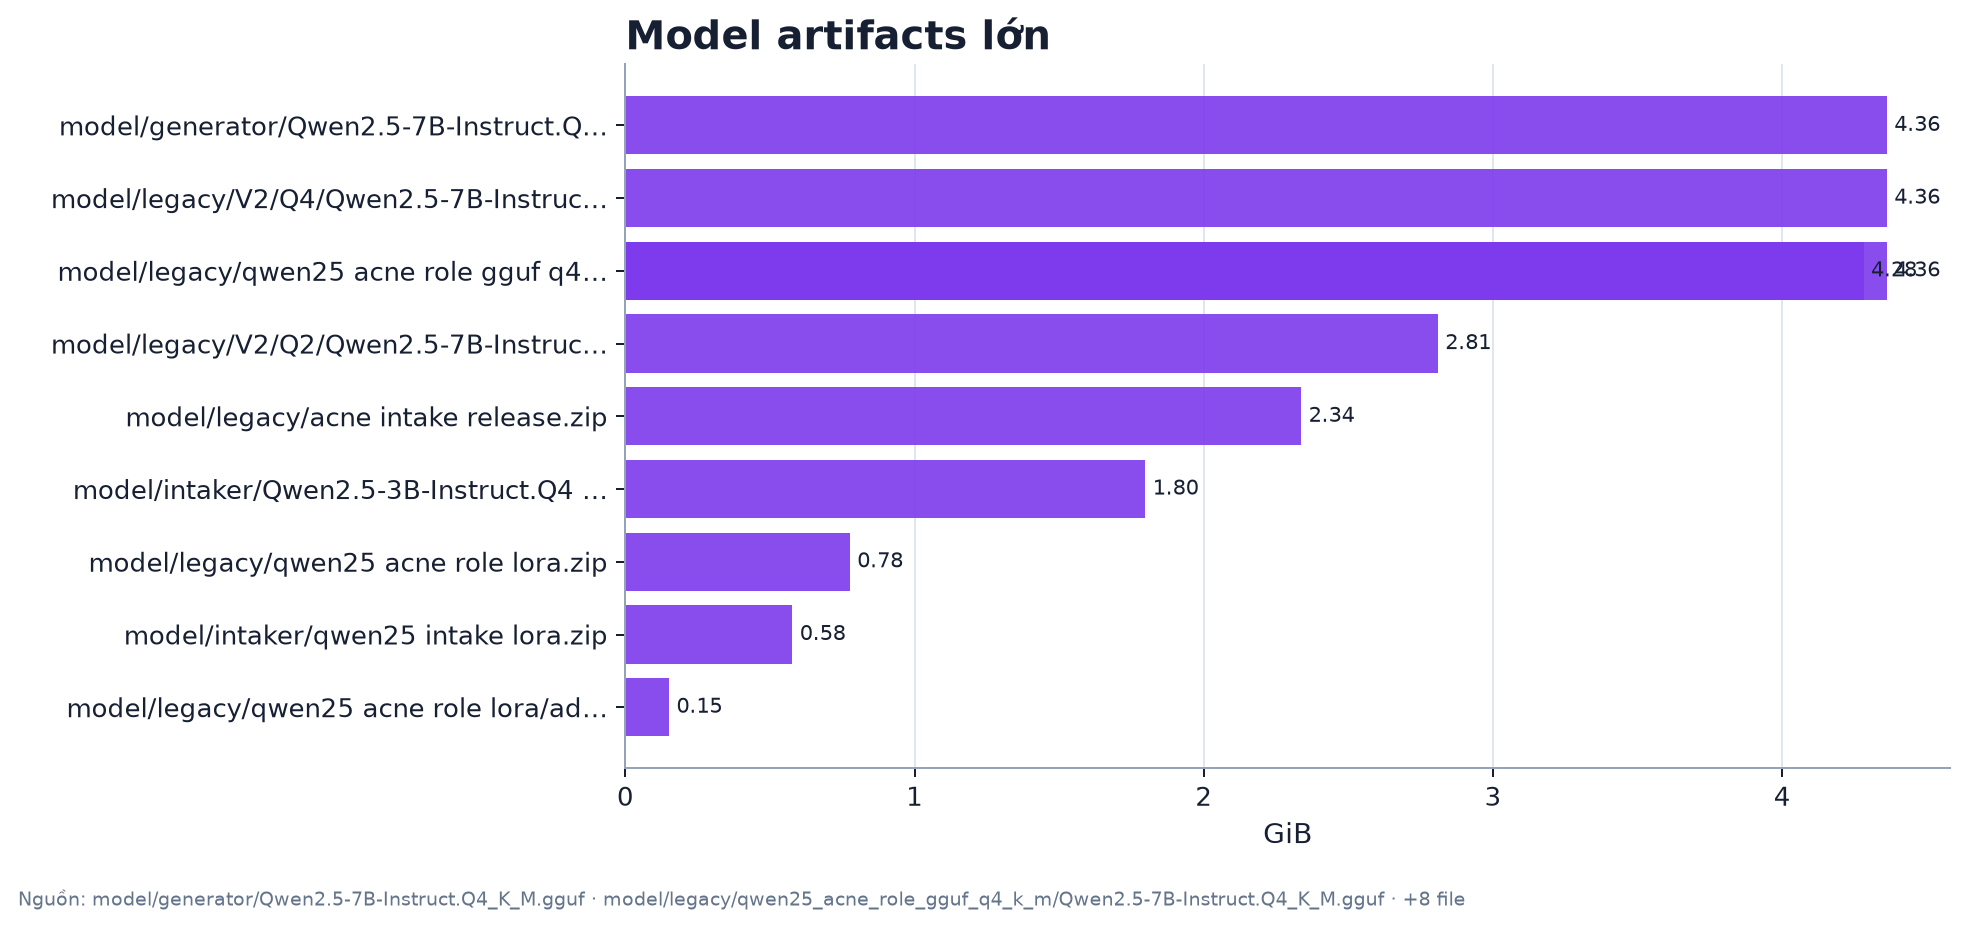 Model artifacts lớn
model/generator/Qwen2.5-7B-Instruct.Q…
4.36
model/legacy/V2/Q4/Qwen2.5-7B-Instruc…
4.36
model/legacy/qwen25 acne role gguf q4…
4.28
4.36
model/legacy/V2/Q2/Qwen2.5-7B-Instruc…
2.81
model/legacy/acne intake release.zip
2.34
model/intaker/Qwen2.5-3B-Instruct.Q4 …
1.80
model/legacy/qwen25 acne role lora.zip
0.78
model/intaker/qwen25 intake lora.zip
0.58
model/legacy/qwen25 acne role lora/ad…
0.15
0 1 2 3 4
GiB
Nguồn: model/generator/Qwen2.5-7B-Instruct.Q4_K_M.gguf · model/legacy/qwen25_acne_role_gguf_q4_k_m/Qwen2.5-7B-Instruct.Q4_K_M.gguf · +8 file